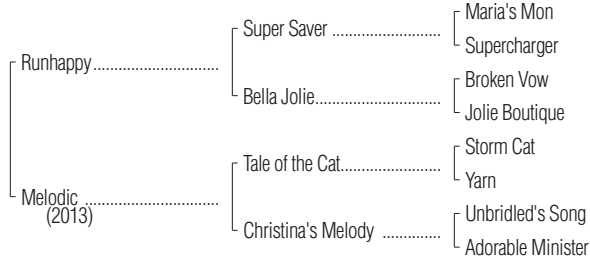 Maria's Mon
Super Saver
Supercharger
Runhappy
Broken Vow
Bella Jolie
Jolie Boutique
Storm Cat
Tale of the Cat
Yarn
Melodic
(2013)
Unbridled's Song
Christina's Melody
Adorable Minister